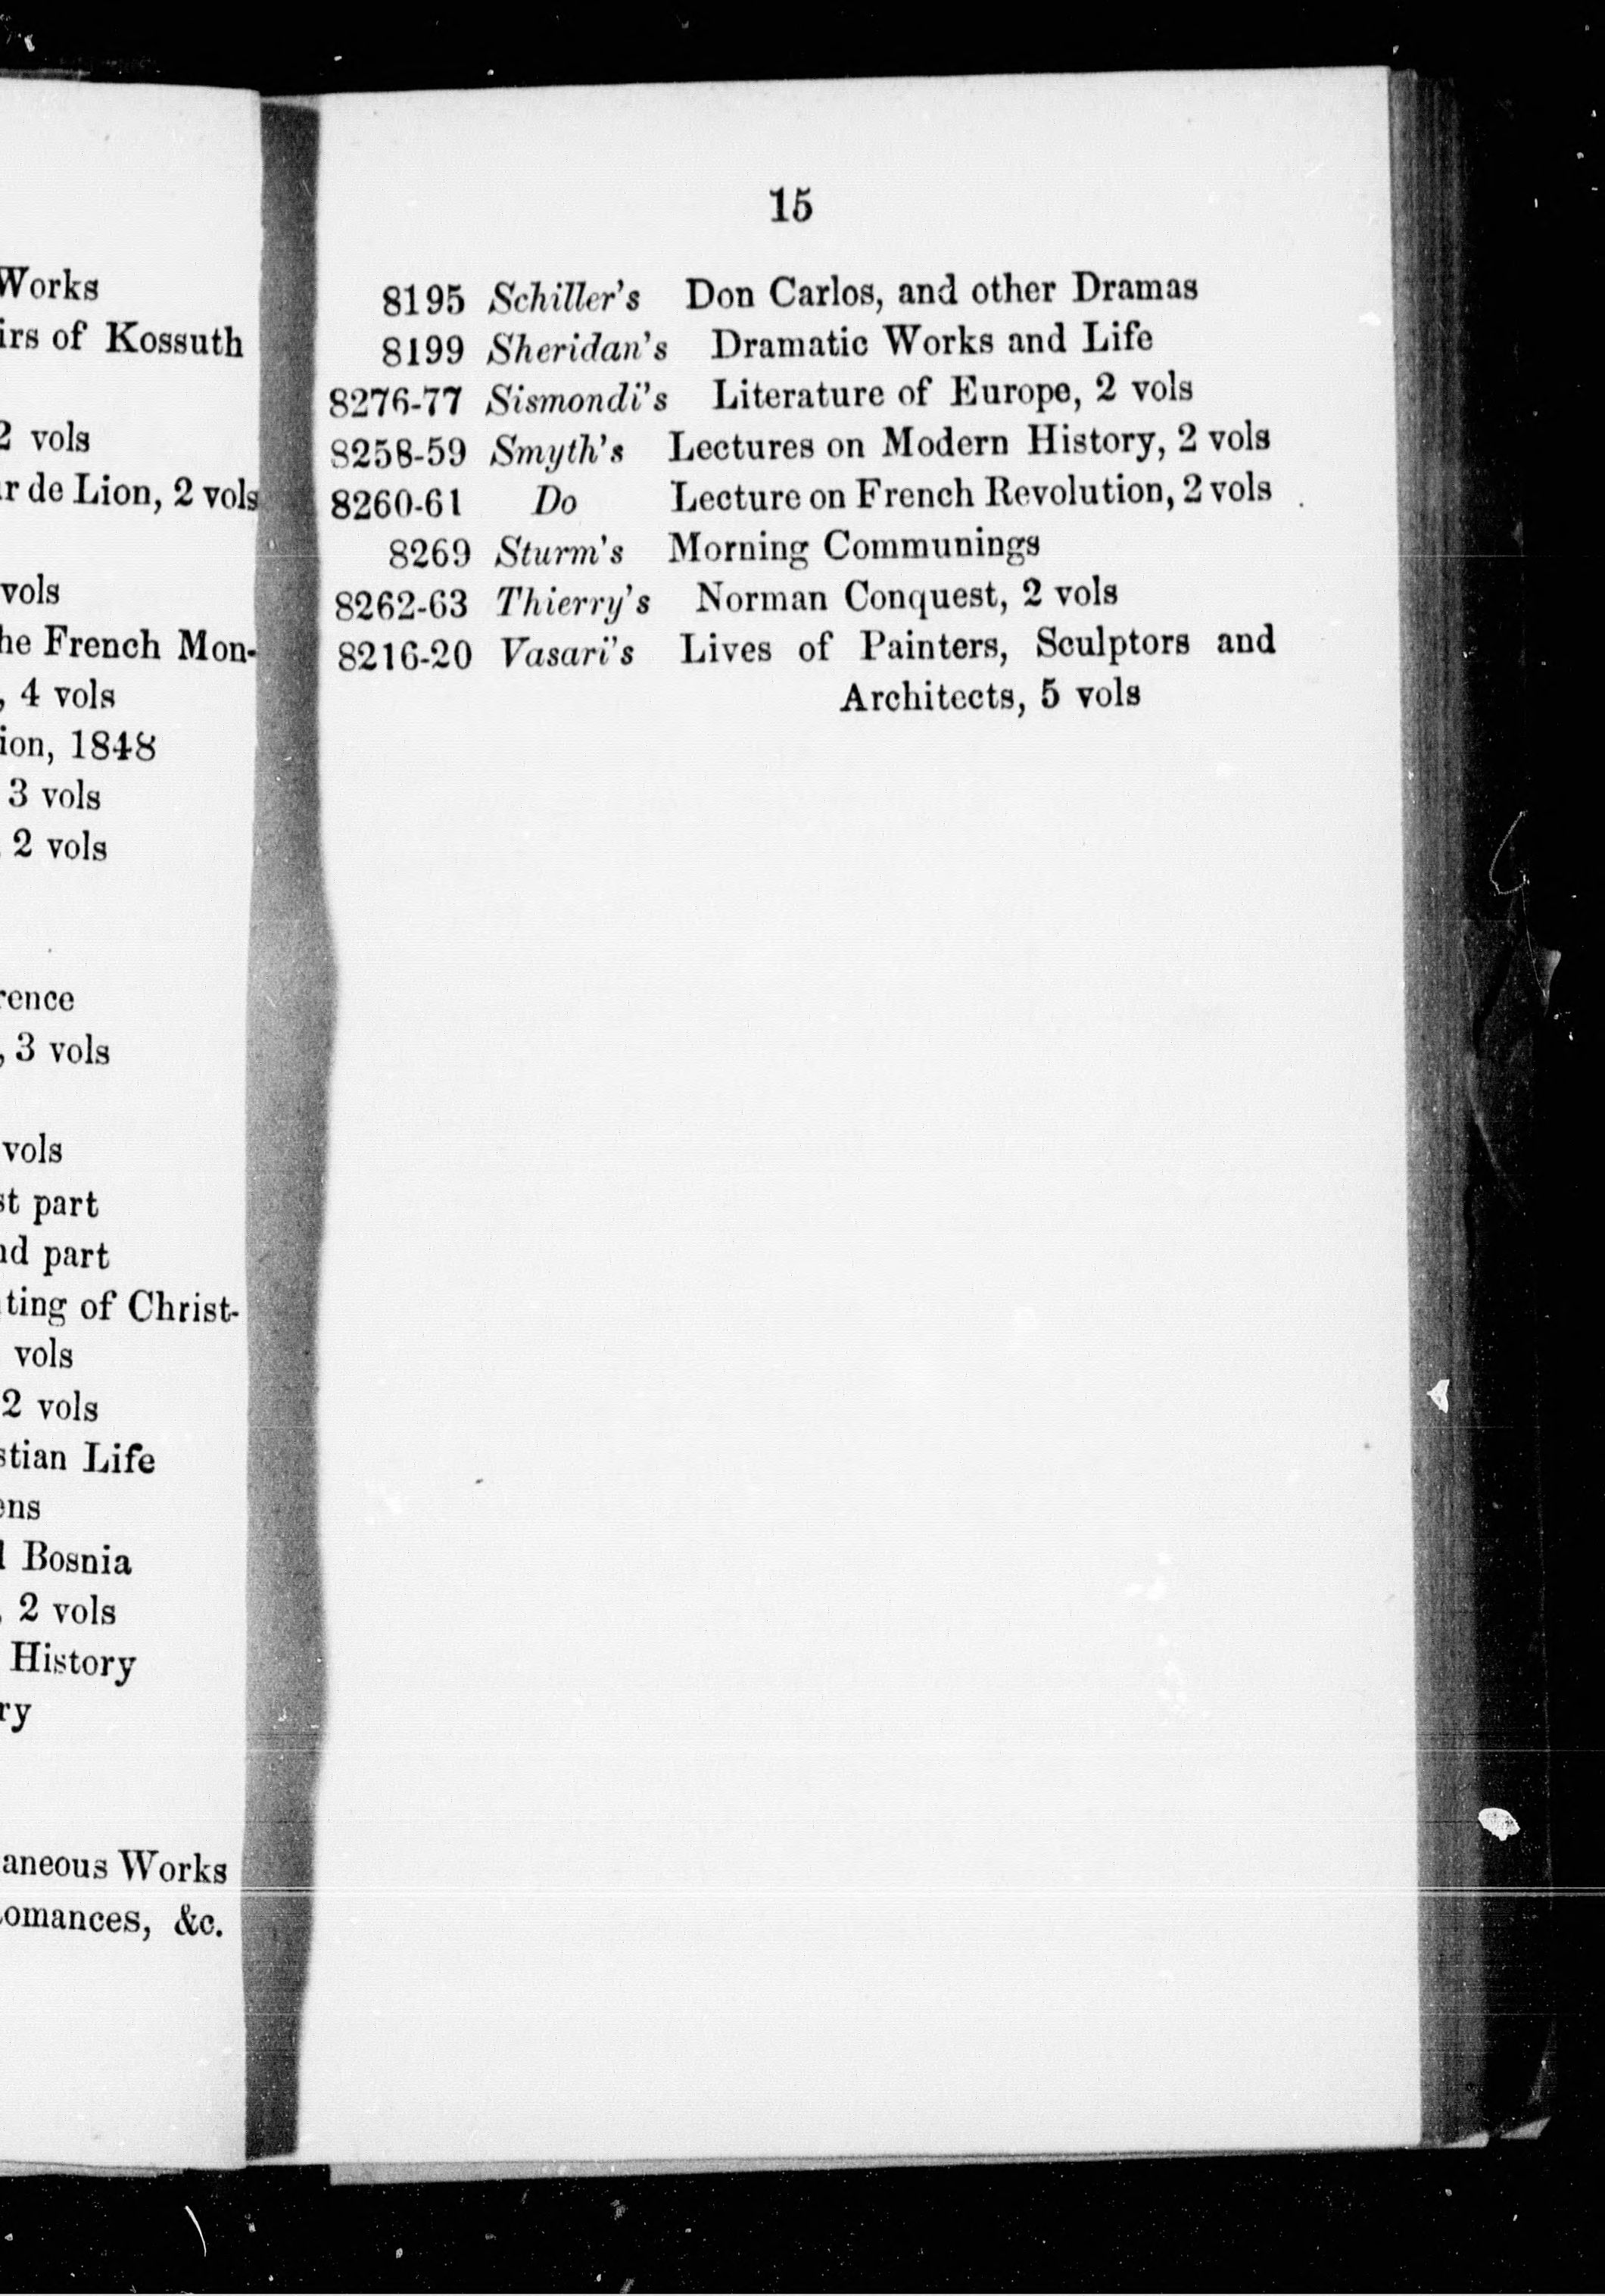 Works
irs of Kossuth
2 vols
r de Lion, 2 vols
vols
he French Mon-
, 4 vols
ion, 1848
3 vols
2 vols
rence
, 3 vols
vols
st part
nd part
ting of Christ-
vols
2 vols
stian Life
ens
l Bosnia
, 2 vols
History
ry
aneous Works
omances, &c.
15
8195 Schiller's Don Carlos, and other Dramas
8199 Sheridan's Dramatic Works and Life
8276-77 Sismondi's Literature of Europe, 2 vols
8258-59 Smyth's Lectures on Modern History, 2 vols
8260-61 Do Lecture on French Revolution, 2 vols
8269 Sturm's Morning Communings
8262-63 Thierry's Norman Conquest, 2 vols
8216-20 Vasari's Lives of Painters, Sculptors and
Architects, 5 vols